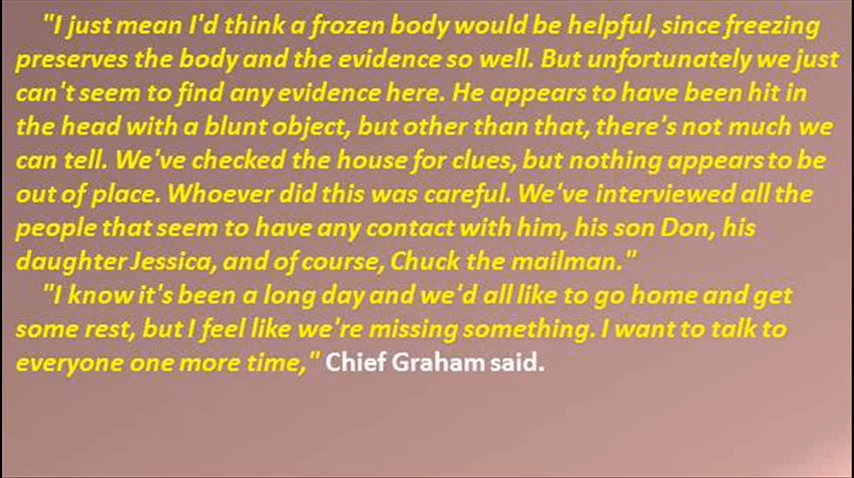 "I just mean I'd think a frozen body would be helpful, since freezing
preserves the body and the evidence so well. But unfortunately we just
can't seem to find any evidence here. He appears to have been hit in
the head with a blunt object, but other than that, there's not much we
can tell. We've checked the house for clues, but nothing appears to be
out of place. Whoever did this was careful. We've interviewed all the
people that seem to have any contact with him, his son Don, his
daughter Jessica, and of course, Chuck the mailman."
"I know it's been a long day and we'd all like to go home and get
some rest, but I feel like we're missing something. I want to talk to
everyone one more time," Chief Graham said.